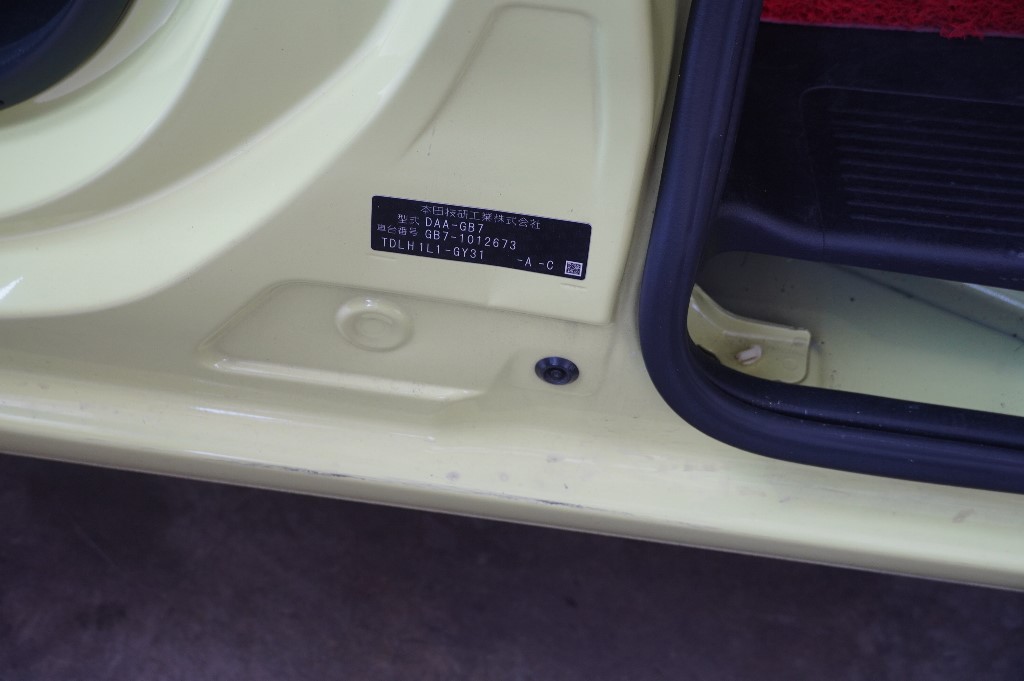 本田技研工業株式会社
型式 DAA-GB7
車台番号 GB7-1012673
TDLH1L1-GY31 -A -C